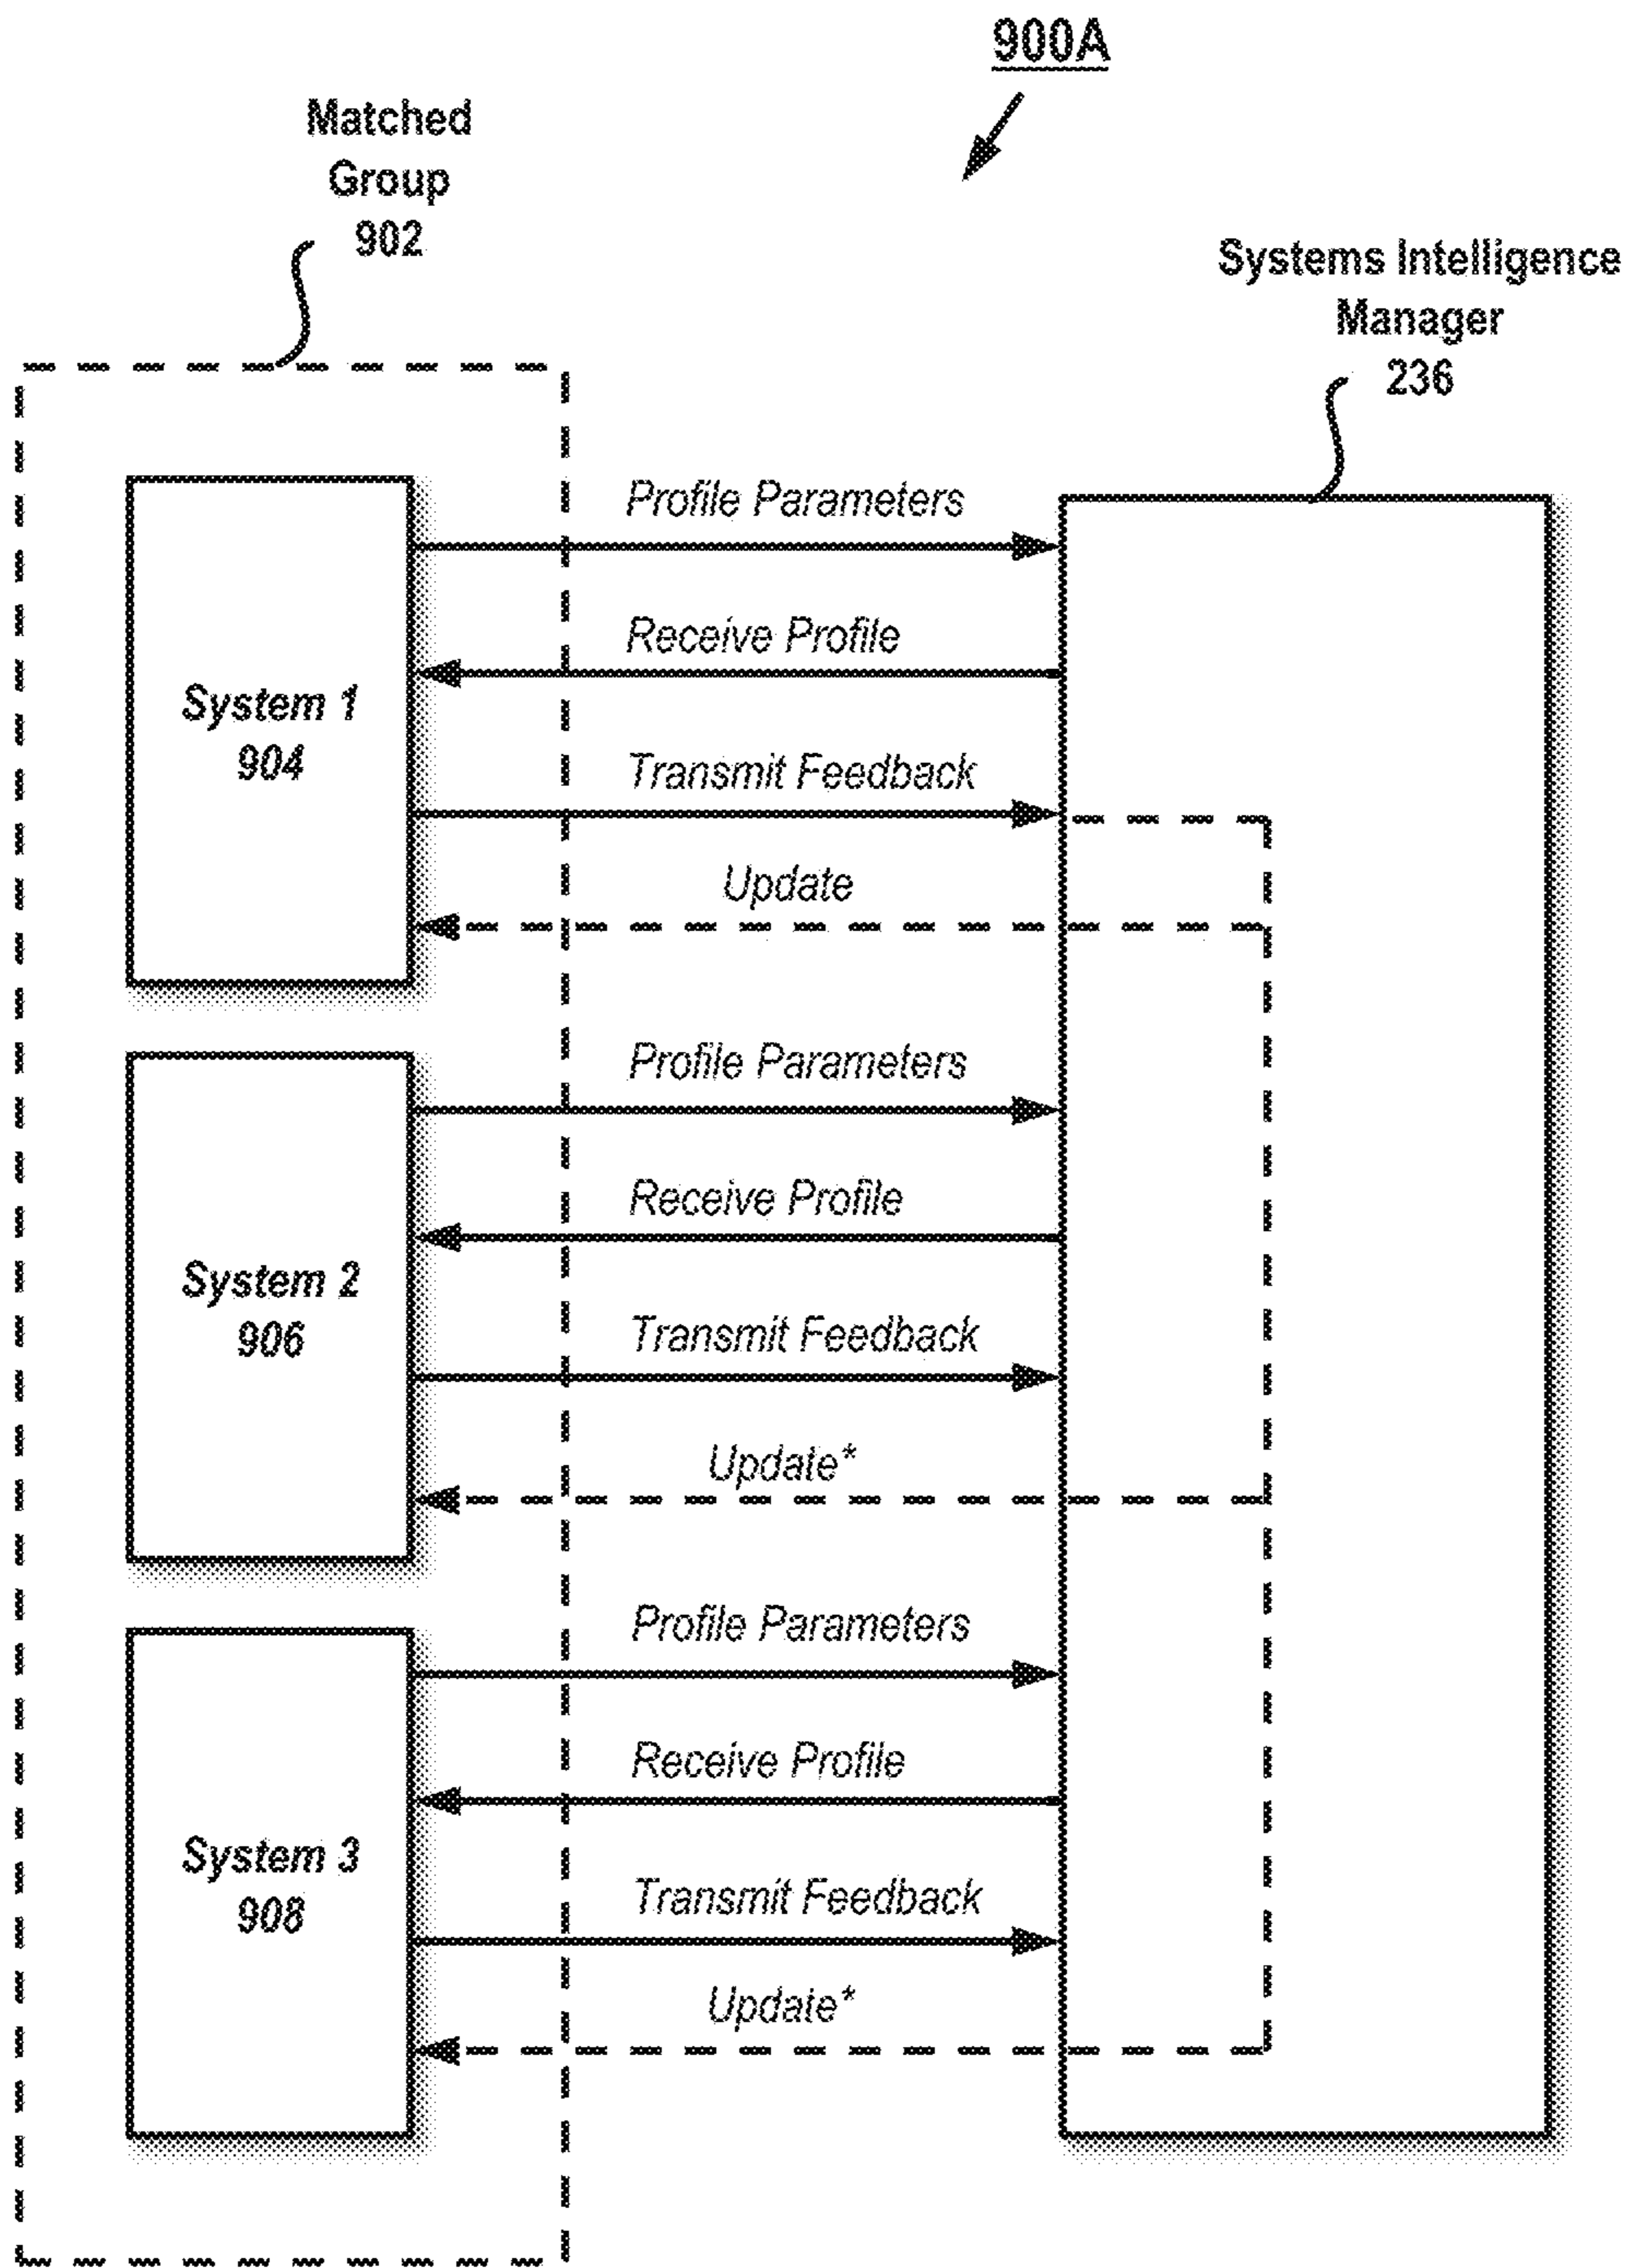 900A
Matched
Group
902
Systems Intelligence
Manager
236
Profile Parameters
Receive Profile
System 1
904
Transmit Feedback
Update
Profile Parameters
Receive Profile
System 2
906
Transmit Feedback
Update*
Profile Parameters
Receive Profile
System 3
908
Transmit Feedback
Update*